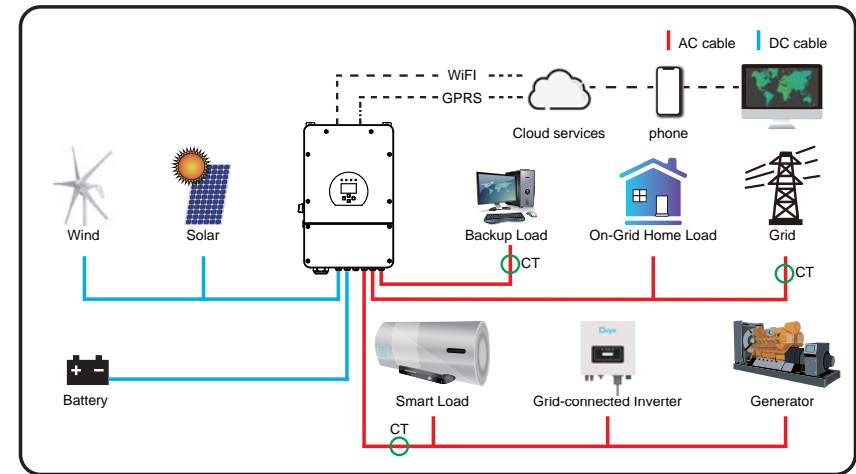 AC cable
DC cable
WiFI
GPRS
Cloud services
phone
Wind
Solar
Backup Load
On-Grid Home Load
Grid
CT
CT
Battery
Deye
Smart Load
Grid-connected Inverter
Generator
CT